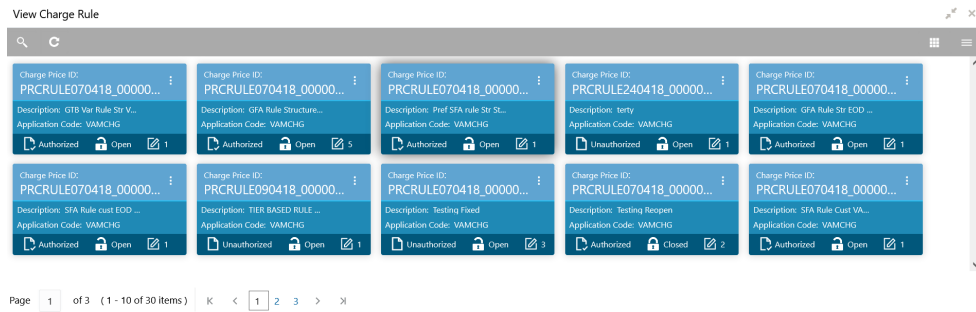 View Charge Rule
Charge Price ID: Charge Price ID: Charge Price ID: Charge Price ID: Charge Price ID:
PRCRULE070418_00000... PRCRULE070418_00000... PRCRULE070418_00000... PRCRULE240418_00000... PRCRULE070418_00000...
Description: GTB Var Rule Str V... Description: GFA Rule Structure... Description: Pref SFA rule Str St... Description: terty Description: GFA Rule Str EOD ...
Application Code: VAMCHG Application Code: VAMCHG Application Code: VAMCHG Application Code: VAMCHG Application Code: VAMCHG
Authorized Open 1 Authorized Open 5 Authorized Open 1 Unauthorized Open 1 Authorized Open 1
Charge Price ID: Charge Price ID: Charge Price ID: Charge Price ID: Charge Price ID:
PRCRULE070418_00000... PRCRULE090418_00000... PRCRULE070418_00000... PRCRULE070418_00000... PRCRULE070418_00000...
Description: SFA Rule cust EOD ... Description: TIER BASED RULE ... Description: Testing Fixed Description: Testing Reopen Description: SFA Rule Cust VA...
Application Code: VAMCHG Application Code: VAMCHG Application Code: VAMCHG Application Code: VAMCHG Application Code: VAMCHG
Authorized Open 1 Unauthorized Open 1 Unauthorized Open 3 Authorized Closed 2 Authorized Open 1
Page 1 of 3 ( 1 - 10 of 30 items ) 1 2 3